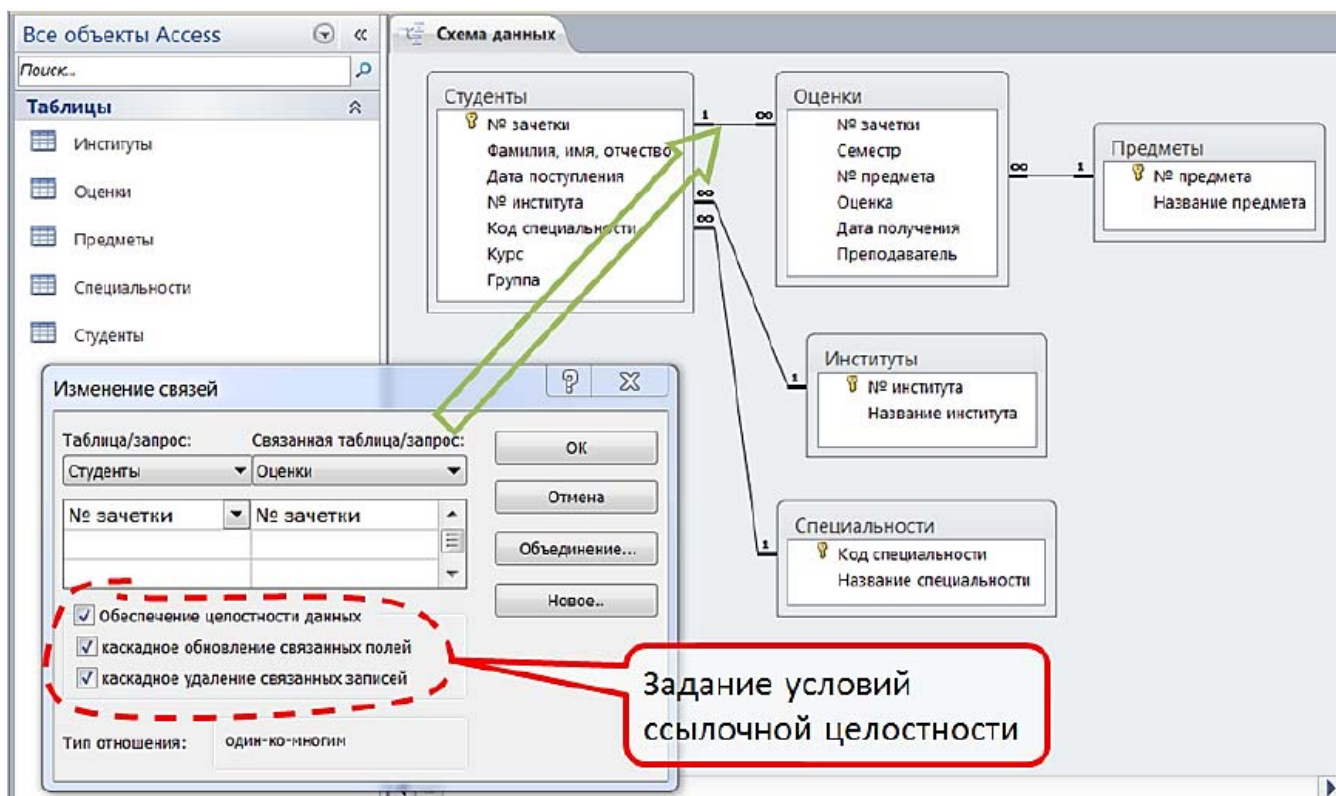 Все объекты Access
«
Поиск...
Таблицы
Институты
Оценки
Предметы
Специальности
Студенты
Схема данных
Студенты
№ зачетки
Фамилия, имя, отчество
Дата поступления
№ института
Код специальности
Курс
Группа
1
∞
∞
∞
Оценки
№ зачетки
Семестр
№ предмета
Оценка
Дата получения
Преподаватель
∞
1
Предметы
№ предмета
Название предмета
1
Институты
№ института
Название института
1
Специальности
Код специальности
Название специальности
Изменение связей
?
Таблица/запрос:
Связанная таблица/запрос:
Студенты
Оценки
№ зачетки
№ зачетки
ОК
Отмена
Объединение...
Новое..
Обеспечение целостности данных
каскадное обновление связанных полей
каскадное удаление связанных записей
Тип отношения:
один-ко-многим
Задание условий
ссылочной целостности